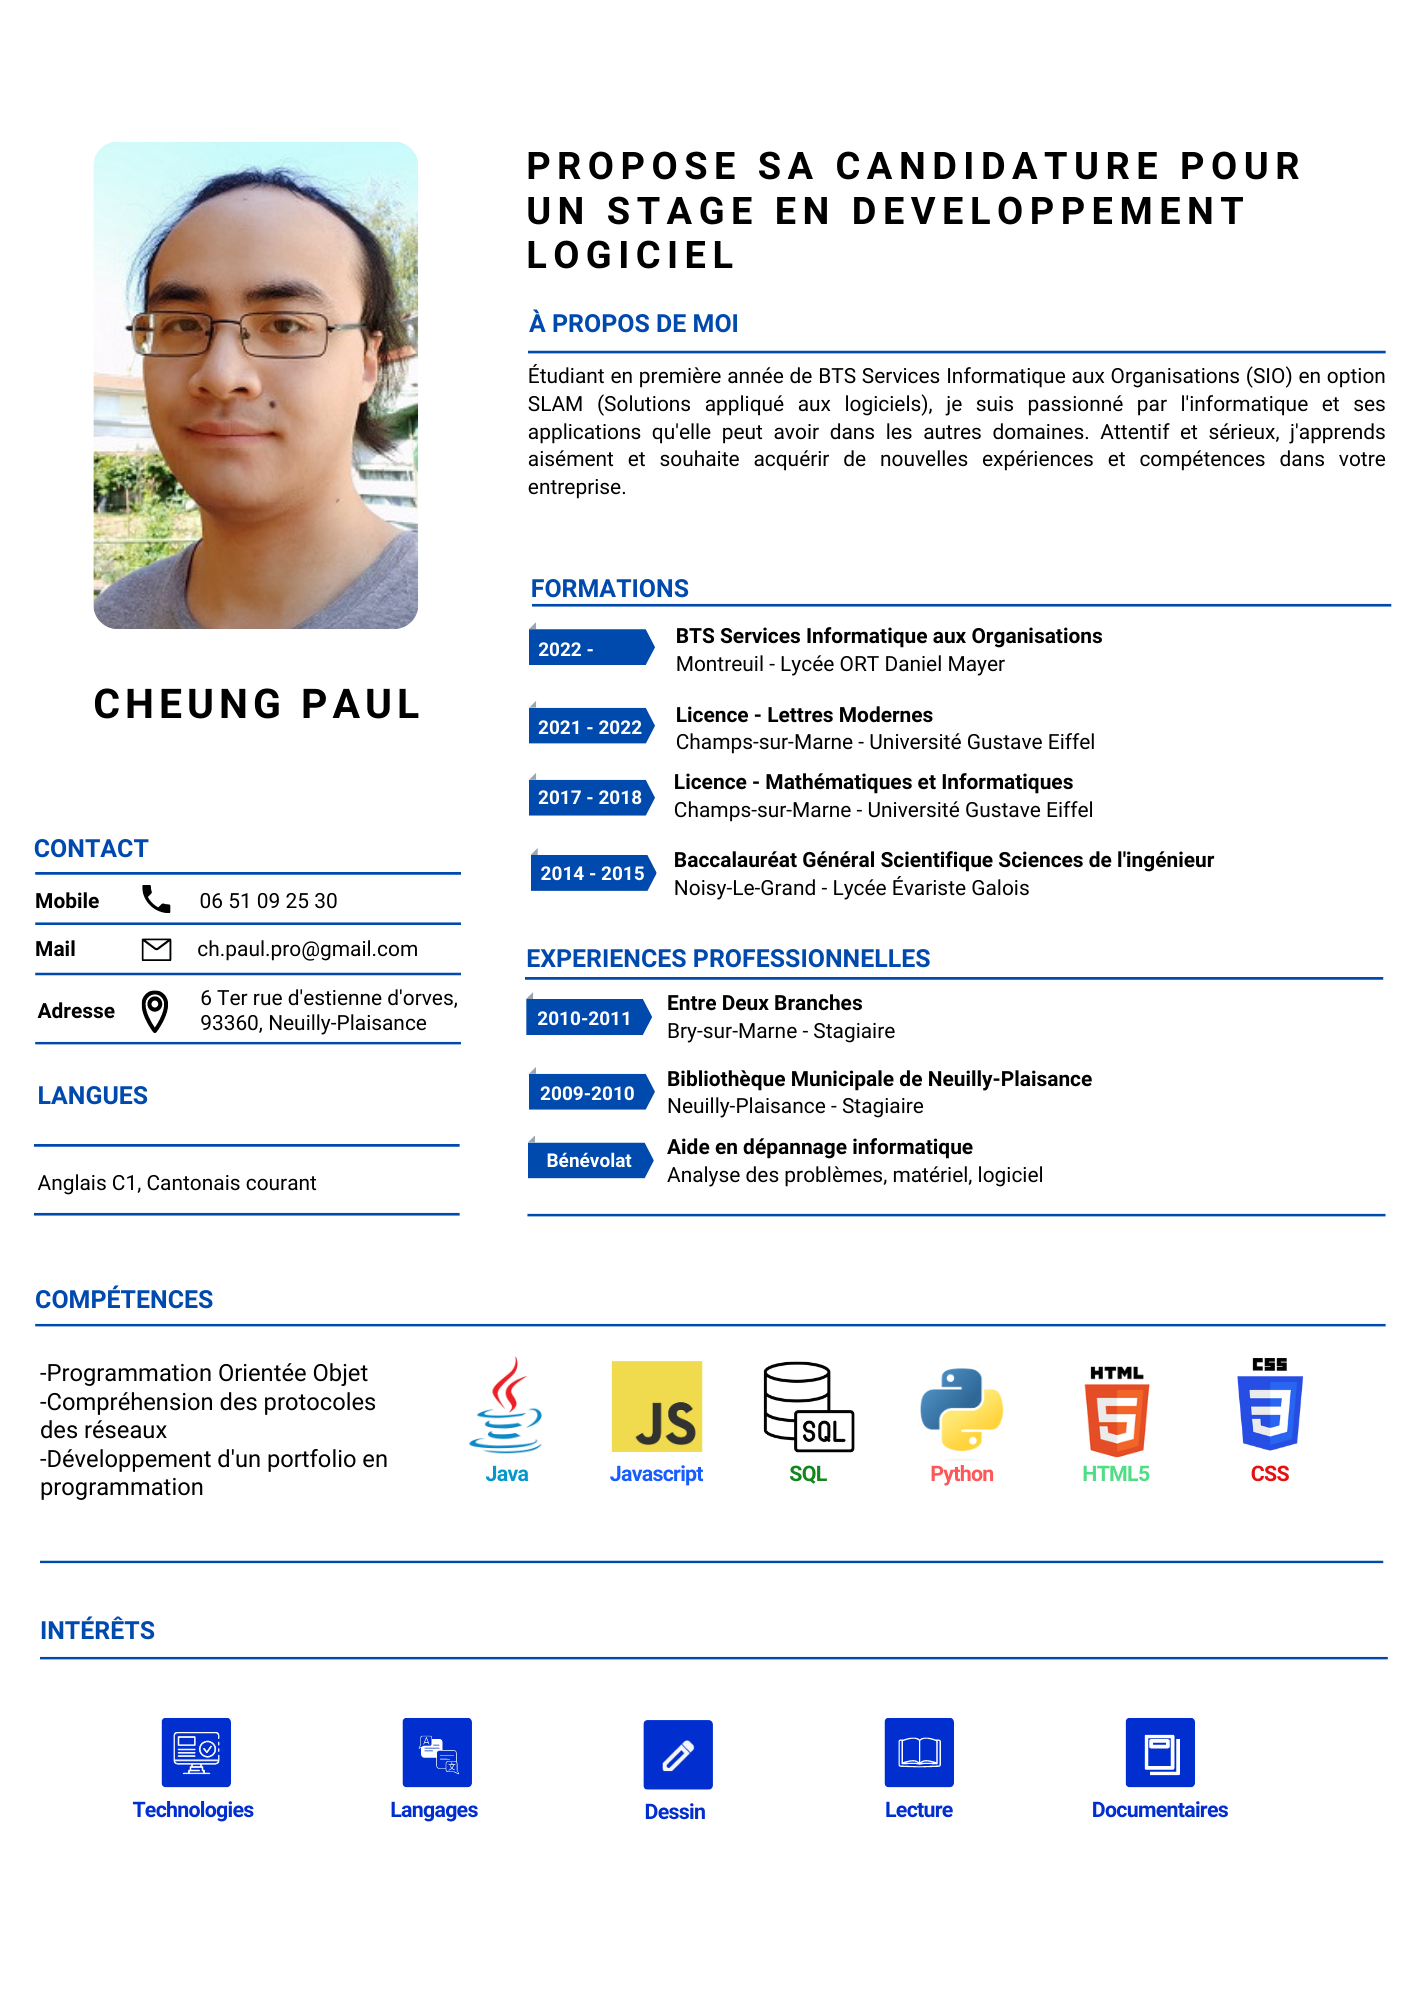 PROPOSE SA CANDIDATURE POUR
UN STAGE EN DEVELOPPEMENT
LOGICIEL
À PROPOS DE MOI
Étudiant en première année de BTS Services Informatique aux Organisations (SIO) en option
SLAM (Solutions appliqué aux logiciels), je suis passionné par l'informatique et ses
applications qu'elle peut avoir dans les autres domaines. Attentif et sérieux, j'apprends
aisément et souhaite acquérir de nouvelles expériences et compétences dans votre
entreprise.
CHEUNG PAUL
CONTACT
Mobile 06 51 09 25 30
Mail ch.paul.pro@gmail.com
Adresse 6 Ter rue d'estienne d'orves,
93360, Neuilly-Plaisance
LANGUES
Anglais C1, Cantonais courant
FORMATIONS
2022 - BTS Services Informatique aux Organisations
Montreuil - Lycée ORT Daniel Mayer
2021 - 2022 Licence - Lettres Modernes
Champs-sur-Marne - Université Gustave Eiffel
2017 - 2018 Licence - Mathématiques et Informatiques
Champs-sur-Marne - Université Gustave Eiffel
2014 - 2015 Baccalauréat Général Scientifique Sciences de l'ingénieur
Noisy-Le-Grand - Lycée Évariste Galois
EXPERIENCES PROFESSIONNELLES
2010-2011 Entre Deux Branches
Bry-sur-Marne - Stagiaire
2009-2010 Bibliothèque Municipale de Neuilly-Plaisance
Neuilly-Plaisance - Stagiaire
Bénévolat Aide en dépannage informatique
Analyse des problèmes, matériel, logiciel
COMPÉTENCES
-Programmation Orientée Objet
-Compréhension des protocoles
des réseaux
-Développement d'un portfolio en
programmation
JS SQL HTML 5 CSS 3
Java Javascript SQL Python HTML5 CSS
INTÉRÊTS
A 文
Technologies Langages Dessin Lecture Documentaires